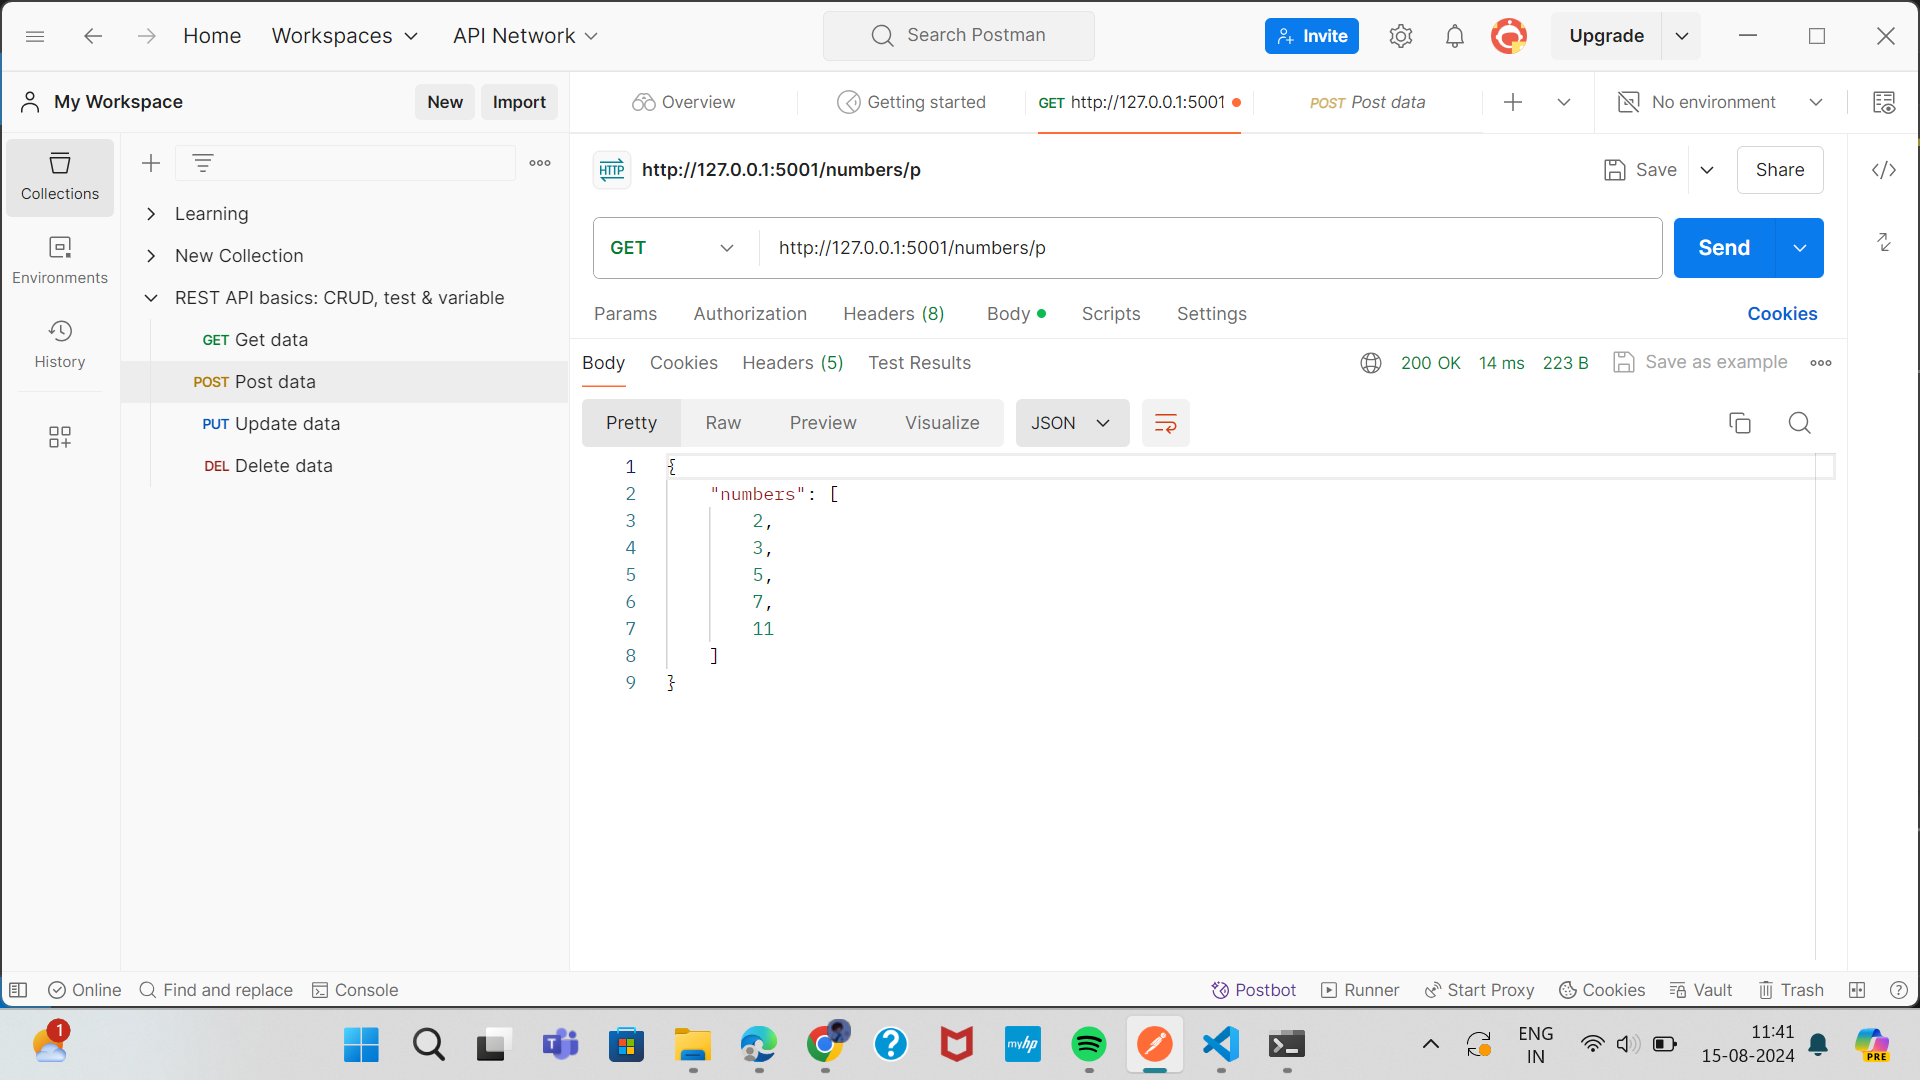 Home Workspaces API Network Search Postman Invite Upgrade
My Workspace New Import
Overview Getting started GET http://127.0.0.1:5001 POST Post data No environment
Collections
Environments
History
Learning
New Collection
REST API basics: CRUD, test & variable
GET Get data
POST Post data
PUT Update data
DEL Delete data
HTTP http://127.0.0.1:5001/numbers/p Save Share
GET http://127.0.0.1:5001/numbers/p Send
Params Authorization Headers (8) Body Scripts Settings Cookies
Body Cookies Headers (5) Test Results 200 OK 14 ms 223 B Save as example
Pretty Raw Preview Visualize JSON
1 {
2 "numbers": [
3 2,
4 3,
5 5,
6 7,
7 11
8 ]
9 }
Online Find and replace Console Postbot Runner Start Proxy Cookies Vault Trash
1
myhp
ENG
IN
11:41
15-08-2024
PRE